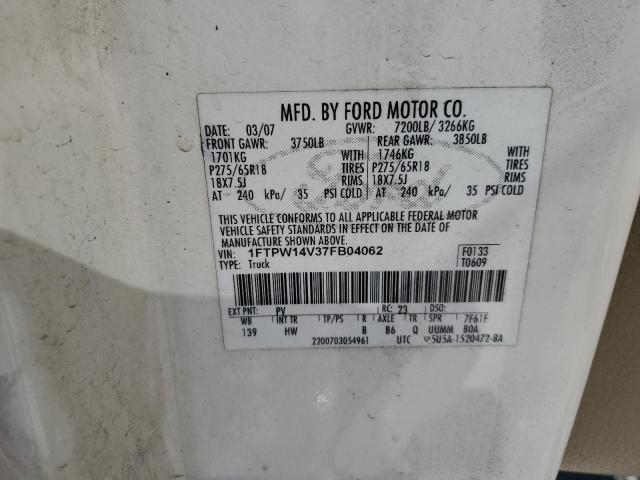 MFD. BY FORD MOTOR CO.
DATE: 03/07 GVWR: 7200LB/ 3266KG
FRONT GAWR: 3750LB REAR GAWR: 3850LB
1701KG WITH 1746KG WITH
P275/65R18 TIRES P275/65R18 TIRES
18X7.5J RIMS 18X7.5J RIMS
AT 240 kPa/ 35 PSI COLD AT 240 kPa/ 35 PSI COLD
THIS VEHICLE CONFORMS TO ALL APPLICABLE FEDERAL MOTOR
VEHICLE SAFETY STANDARDS IN EFFECT ON THE DATE OF
MANUFACTURE SHOWN ABOVE.
VIN: 1FTPW14V37FB04062 F0133
TYPE: Truck T0609
EXT PNT: PV RC: 23 DSO:
WB INT TR TP/PS R AXLE TR SPR 7F61F
139 HW B B6 Q UUMM BOA
2200703054961 UTC 5U5A-1520472-BA